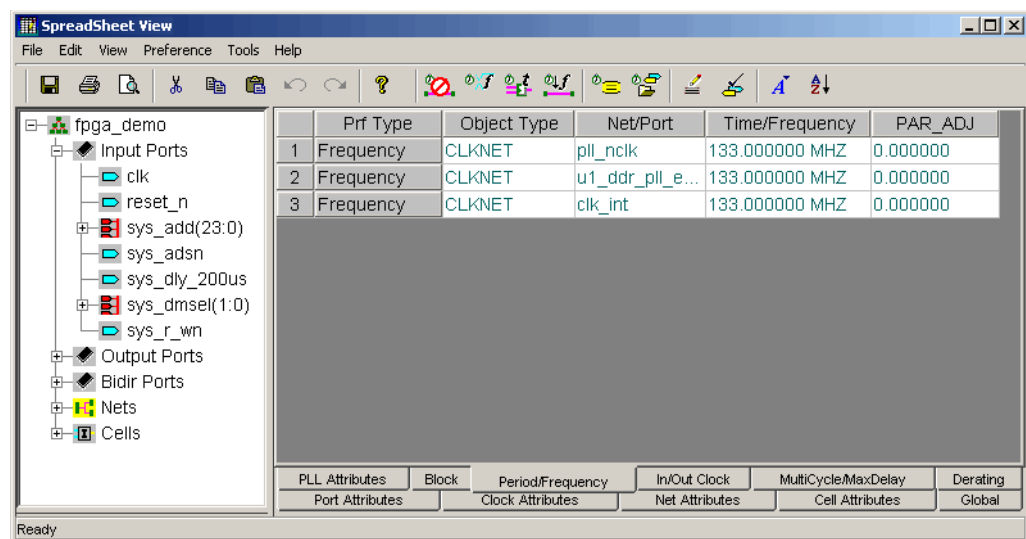 SpreadSheet View
File Edit View Preference Tools Help
fpga_demo
Input Ports
clk
reset_n
sys_add(23:0)
sys_adsn
sys_dly_200us
sys_dmsel(1:0)
sys_r_wn
Output Ports
Bidir Ports
Nets
Cells
Prf Type Object Type Net/Port Time/Frequency PAR_ADJ
1 Frequency CLKNET pll_nclk 133.000000 MHZ 0.000000
2 Frequency CLKNET u1_ddr_pll_e... 133.000000 MHZ 0.000000
3 Frequency CLKNET clk_int 133.000000 MHZ 0.000000
PLL Attributes Block Period/Frequency In/Out Clock MultiCycle/MaxDelay Derating
Port Attributes Clock Attributes Net Attributes Cell Attributes Global
Ready